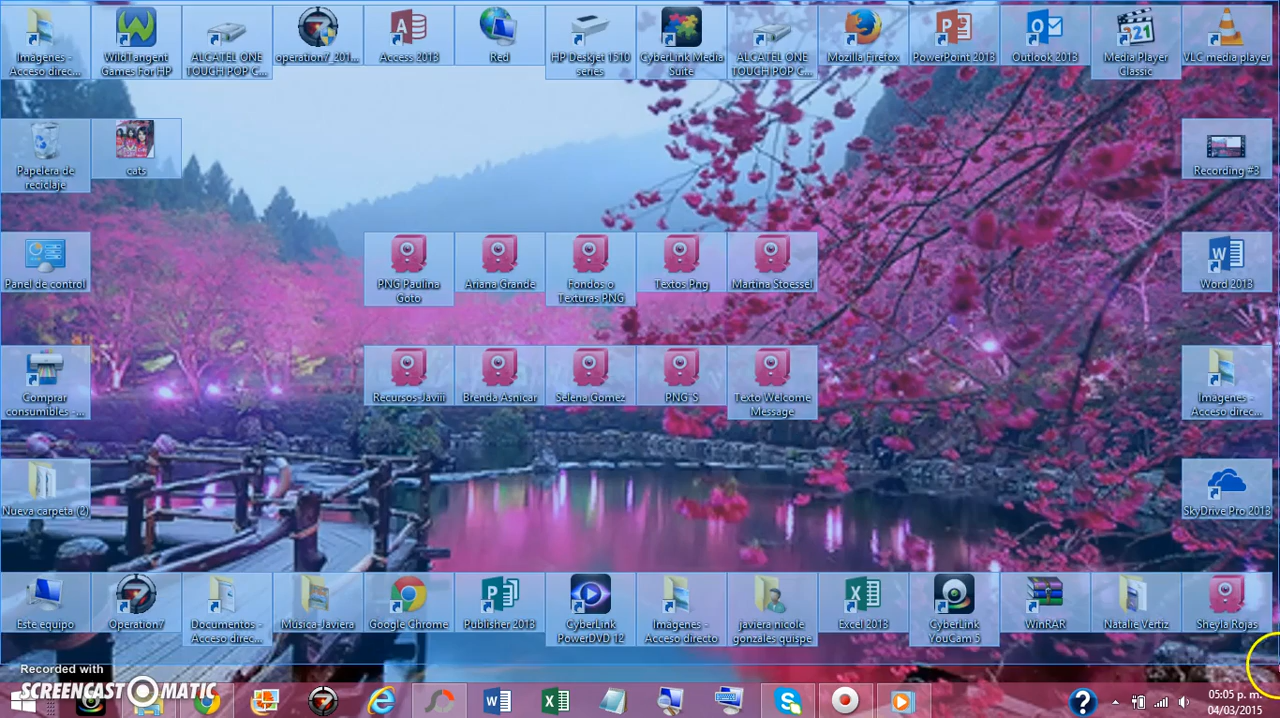 Imágenes - Acceso direc...
WildTangent Games For HP
ALCATEL ONE TOUCH POP C...
operation7_201...
Access 2013
Red
HP Deskjet 1510 series
CyberLink Media Suite
ALCATEL ONE TOUCH POP C...
Mozilla Firefox
PowerPoint 2013
Outlook 2013
321
Media Player Classic
VLC media player
Papelera de reciclaje
cats
Recording #3
Panel de control
PNG Paulina Goto
Ariana Grande
Fondos o Texturas PNG
Textos Png
Martina Stoessel
Word 2013
Comprar consumibles -...
Recursos-Javiii
Brenda Asnicar
Selena Gomez
PNG´S
Texto Welcome Message
Imágenes - Acceso direc...
Nueva carpeta (2)
SkyDrive Pro 2013
Este equipo
Operation7
Documentos - Acceso direc...
Musica-Javiera
Google Chrome
Publisher 2013
CyberLink PowerDVD 12
Imágenes - Acceso directo
javiera nicole gonzales quispe
Excel 2013
CyberLink YouCam 5
WinRAR
Natalie Vértiz
Sheyla Rojas
Recorded with
SCREENCAST MATIC
05:05 p. m.
04/03/2015